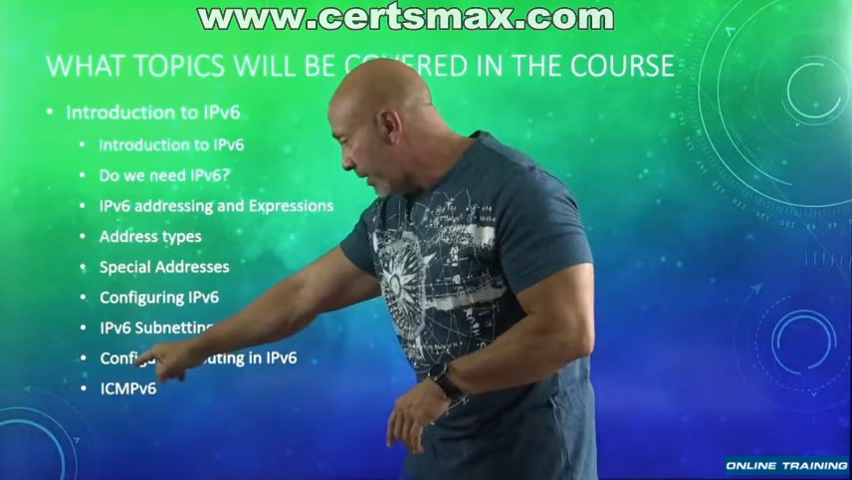 www.certsmax.com
WHAT TOPICS WILL BE COVERED IN THE COURSE
• Introduction to IPv6
• Introduction to IPv6
• Do we need IPv6?
• IPv6 addressing and Expressions
• Address types
• Special Addresses
• Configuring IPv6
• IPv6 Subnetting
• in IPv6
• ICMPv6
ONLINE TRAINING